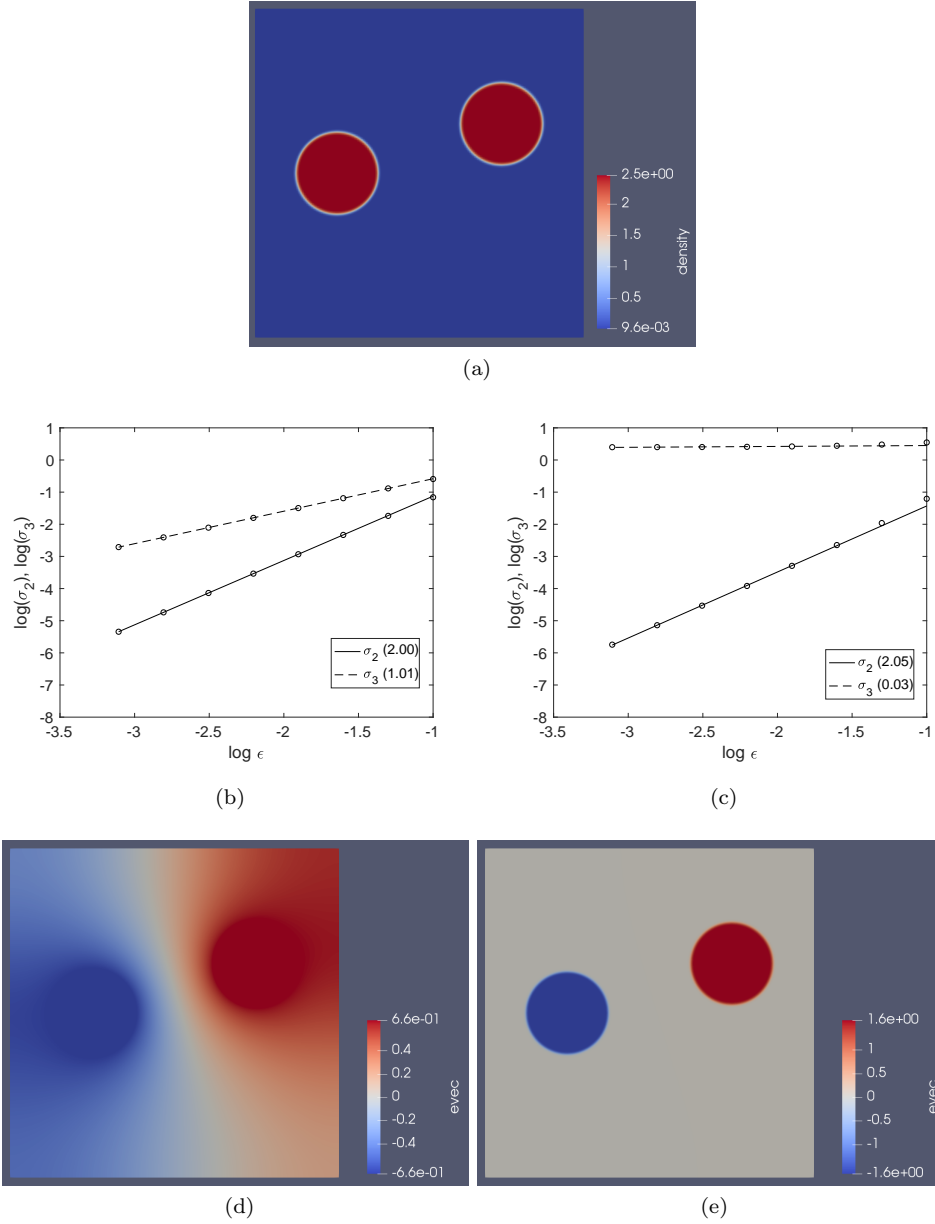 2.5e+00
2
1.5
1
0.5
9.6e-03
density
(a)
1
0
-1
-2
-3
-4
-5
-6
-7
-8
log(σ2), log(σ3)
σ2 (2.00)
σ3 (1.01)
-3.5 -3 -2.5 -2 -1.5 -1
log ϵ
(b)
1
0
-1
-2
-3
-4
-5
-6
-7
-8
log(σ2), log(σ3)
σ2 (2.05)
σ3 (0.03)
-3.5 -3 -2.5 -2 -1.5 -1
log ϵ
(c)
6.6e-01
0.4
0.2
0
-0.2
-0.4
-6.6e-01
evec
(d)
1.6e+00
1
0.5
0
-0.5
-1
-1.6e+00
evec
(e)